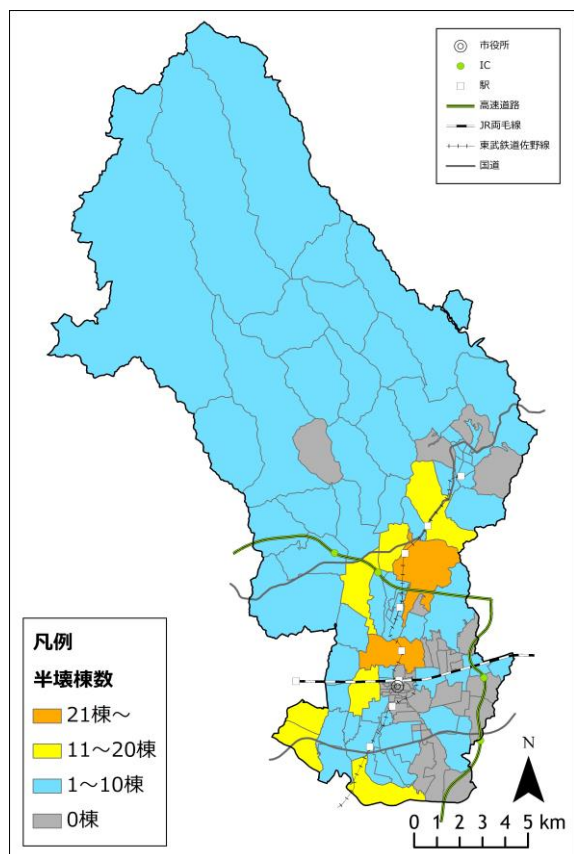 市役所
IC
駅
高速道路
JR両毛線
東武鉄道佐野線
国道
凡例
半壊棟数
21棟～
11～20棟
1～10棟
0棟
N
0 1 2 3 4 5 km